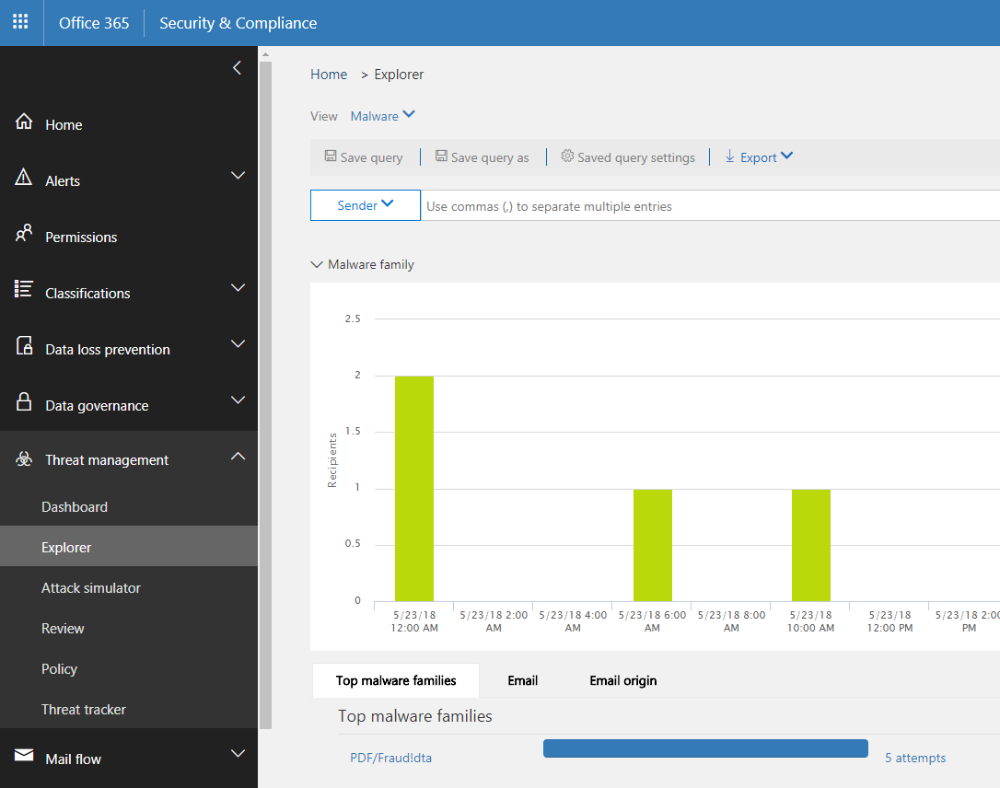 Office 365
Security & Compliance
Home
Alerts
Permissions
Classifications
Data loss prevention
Data governance
Threat management
Dashboard
Explorer
Attack simulator
Review
Policy
Threat tracker
Mail flow
Home > Explorer
View Malware
Save query
Save query as
Saved query settings
Export
Sender
Use commas (,) to separate multiple entries
Malware family
Recipients
2.5
2
1.5
1
0.5
0
5/23/18
12:00 AM
5/23/18 2:00
AM
5/23/18 4:00
AM
5/23/18 6:00
AM
5/23/18 8:00
AM
5/23/18
10:00 AM
5/23/18
12:00 PM
5/23/18 2:00
PM
Top malware families
Email
Email origin
Top malware families
PDF/Fraud!dta
5 attempts